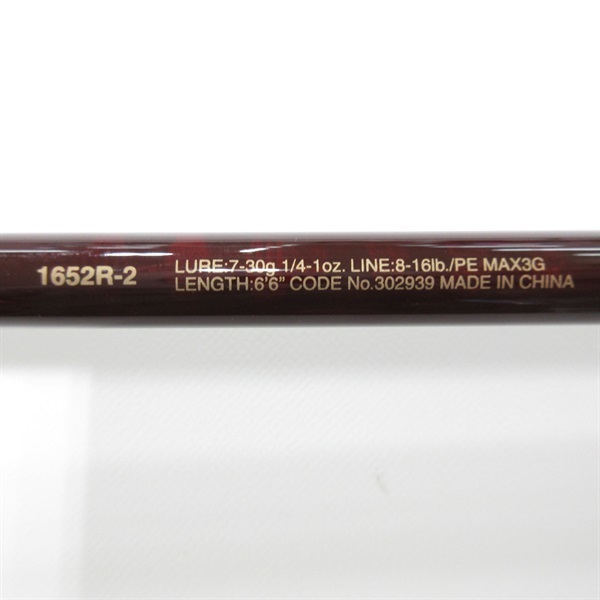 1652R-2
LURE:7-30g 1/4-1oz. LINE:8-16lb./PE MAX3G
LENGTH:6'6" CODE No.302939 MADE IN CHINA